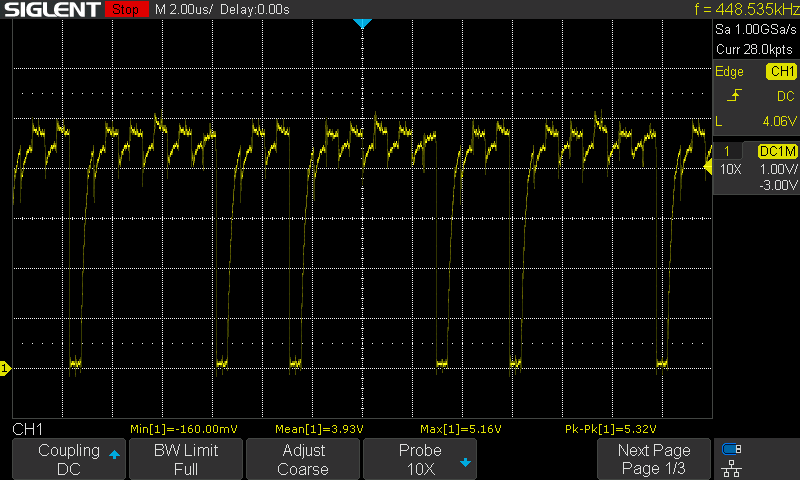 SIGLENT Stop M 2.00us/ Delay:0.00s f = 448.535kHz
Sa 1.00GSa/s
Curr 28.0kpts
Edge CH1
DC
L 4.06V
1 DC1M
10X 1.00V/
-3.00V
1
CH1 Min[1]=-160.00mV Mean[1]=3.93V Max[1]=5.16V Pk-Pk[1]=5.32V
Coupling BW Limit Adjust Probe Next Page
DC Full Coarse 10X Page 1/3